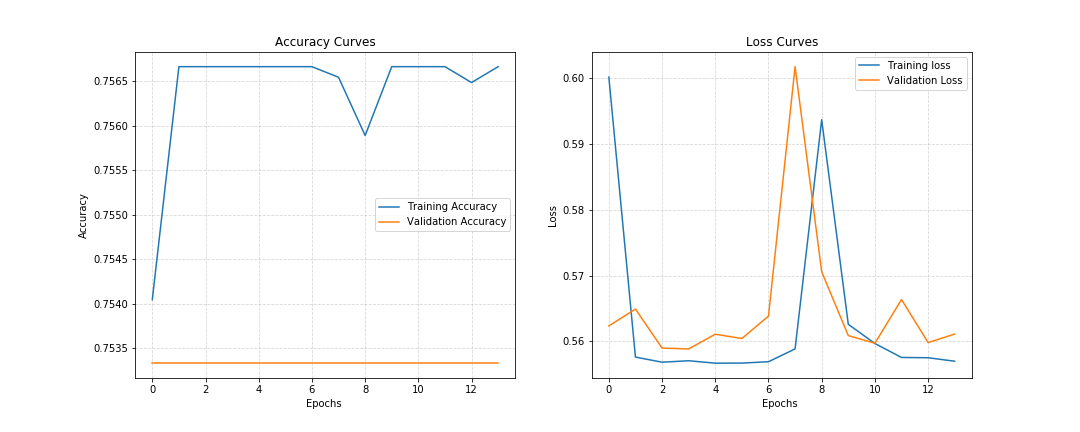 Accuracy Curves
0.7565
0.7560
0.7555
0.7550
0.7545
0.7540
0.7535
Accuracy
Training Accuracy
Validation Accuracy
0 2 4 6 8 10 12
Epochs
Loss Curves
0.60
0.59
0.58
0.57
0.56
Loss
Training loss
Validation Loss
0 2 4 6 8 10 12
Epochs